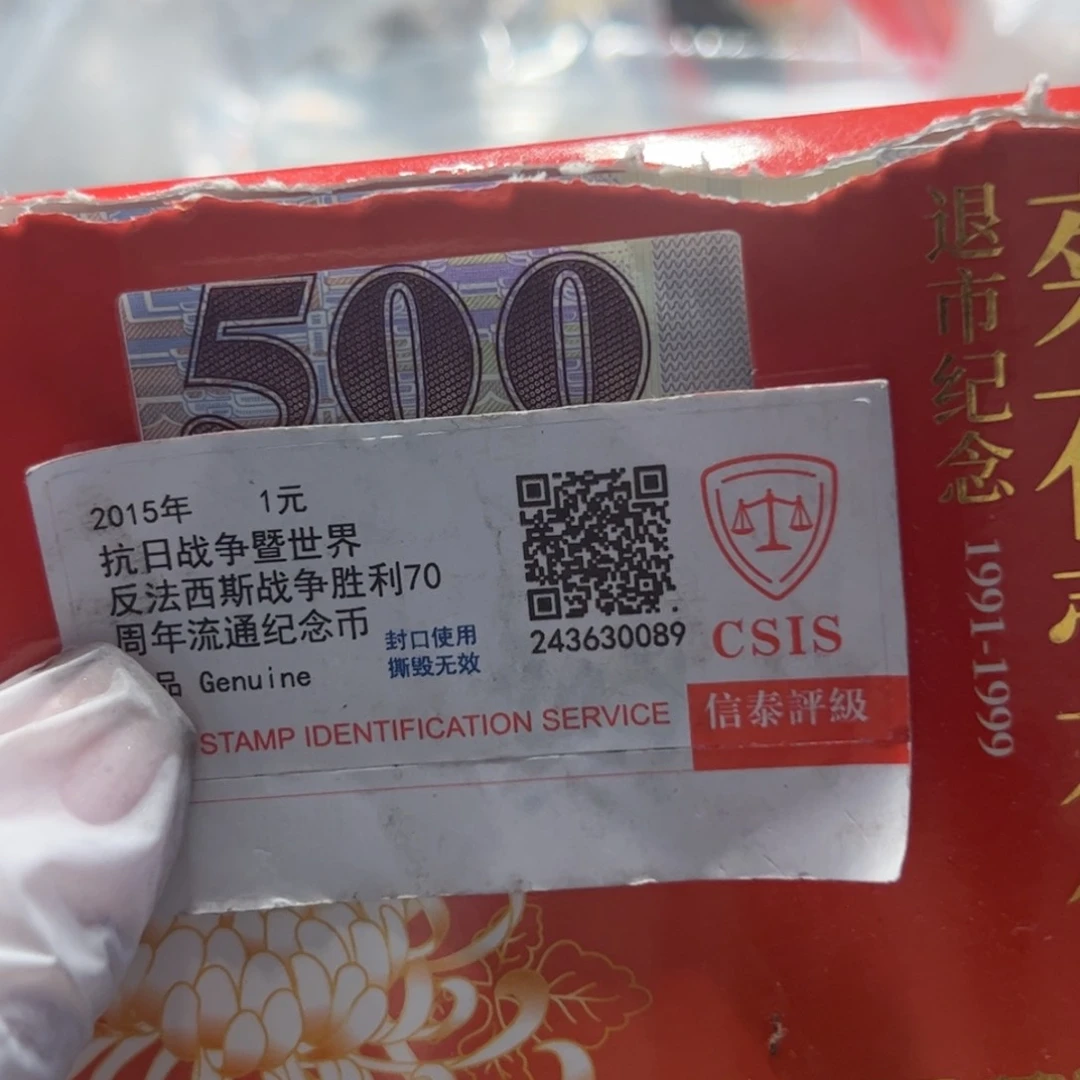 500
2015年 1元
抗日战争暨世界
反法西斯战争胜利70
周年流通纪念币
品 Genuine
封口使用
撕毁无效
243630089
CSIS
STAMP IDENTIFICATION SERVICE
信泰評級
退市纪念 1991-1999